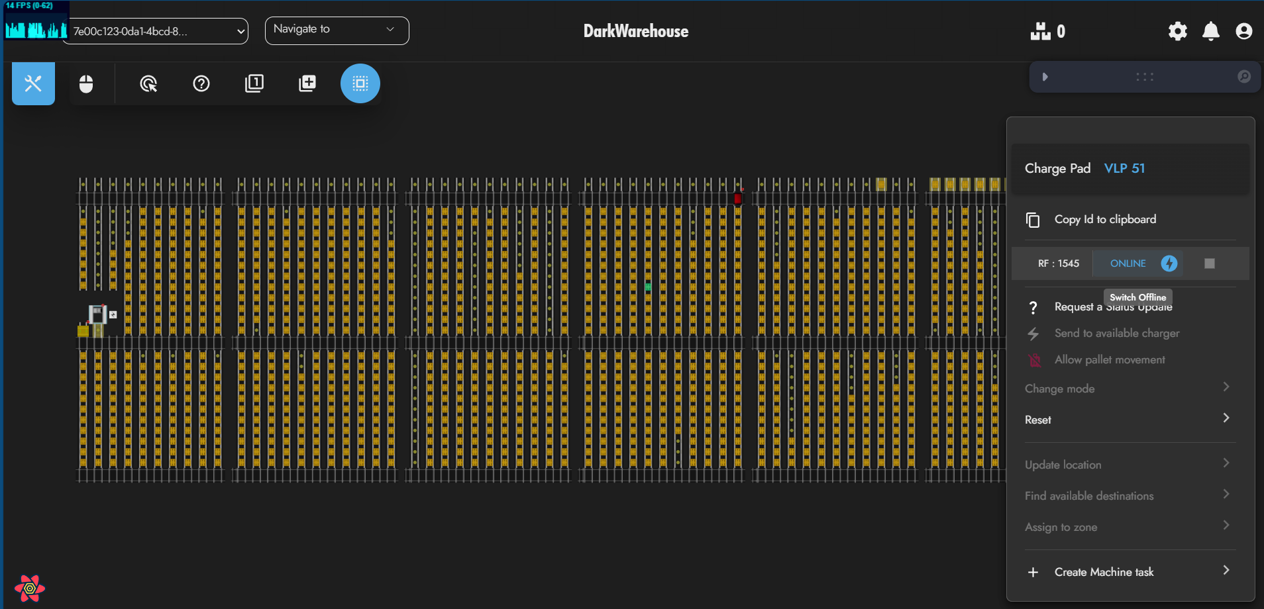 14 FPS (0-62)
7e00c123-0da1-4bcd-8...
Navigate to
DarkWarehouse
0
1
Charge Pad VLP 51
Copy Id to clipboard
RF : 1545 ONLINE
Switch Offline
? Request a Status Update
Send to available charger
Allow pallet movement
Change mode
Reset
Update location
Find available destinations
Assign to zone
+ Create Machine task